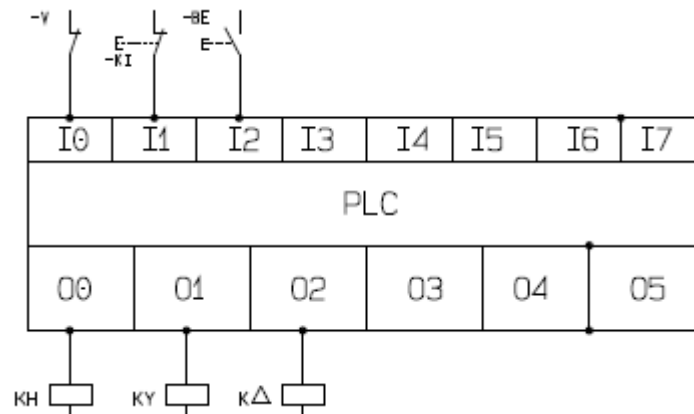 -V
-BE
E
-KI
E
I0 I1 I2 I3 I4 I5 I6 I7
PLC
O0 O1 O2 O3 O4 O5
KH KY K△